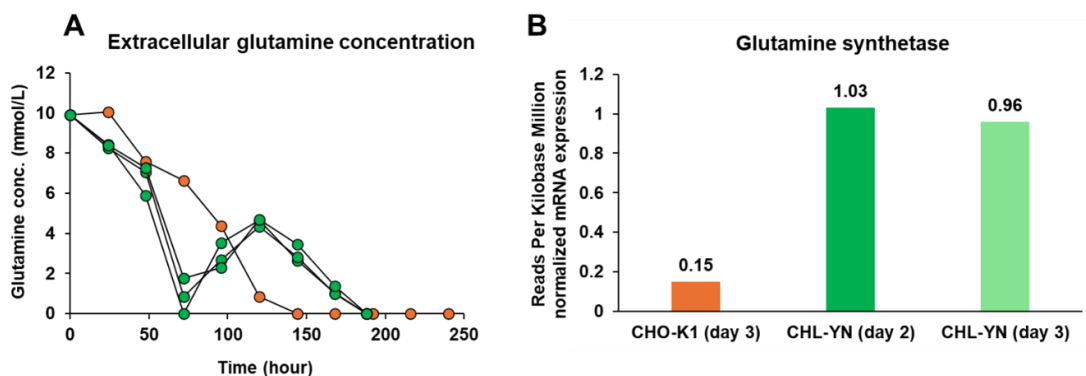 A
Extracellular glutamine concentration
Glutamine conc. (mmol/L)
12
10
8
6
4
2
0
0 50 100 150 200 250
Time (hour)
B
Glutamine synthetase
Reads Per Kilobase Million
normalized mRNA expression
1.2
1
0.8
0.6
0.4
0.2
0
0.15
1.03
0.96
CHO-K1 (day 3) CHL-YN (day 2) CHL-YN (day 3)